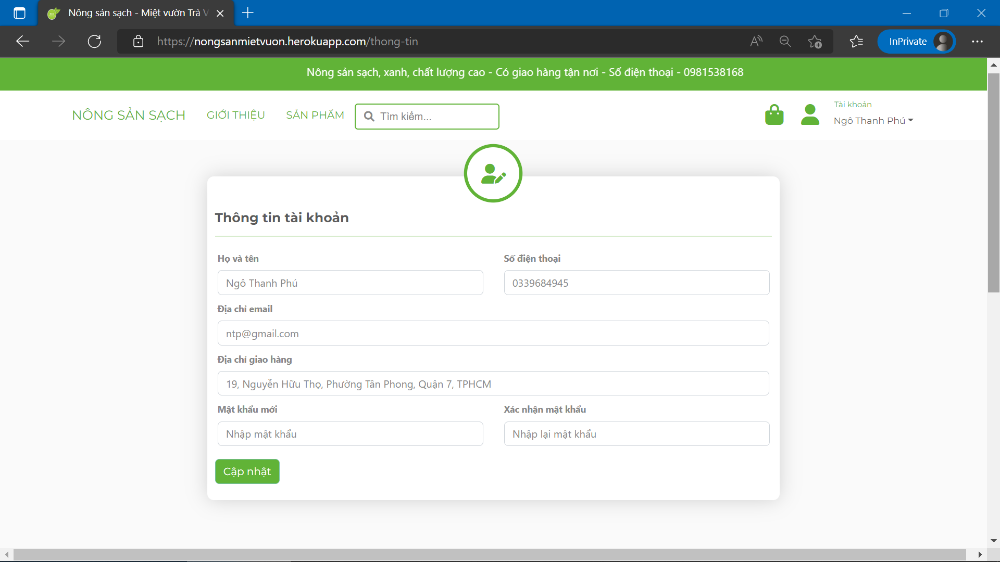 Nông sản sạch - Miệt vườn Trà V
https://nongsanmietvuon.herokuapp.com/thong-tin
InPrivate
Nông sản sạch, xanh, chất lượng cao - Có giao hàng tận nơi - Số điện thoại - 0981538168
NÔNG SẢN SẠCH
GIỚI THIỆU
SẢN PHẨM
Tìm kiếm...
Tài khoản
Ngô Thanh Phú
Thông tin tài khoản
Họ và tên
Số điện thoại
Ngô Thanh Phú
0339684945
Địa chỉ email
ntp@gmail.com
Địa chỉ giao hàng
19, Nguyễn Hữu Thọ, Phường Tân Phong, Quận 7, TPHCM
Mật khẩu mới
Xác nhận mật khẩu
Nhập mật khẩu
Nhập lại mật khẩu
Cập nhật